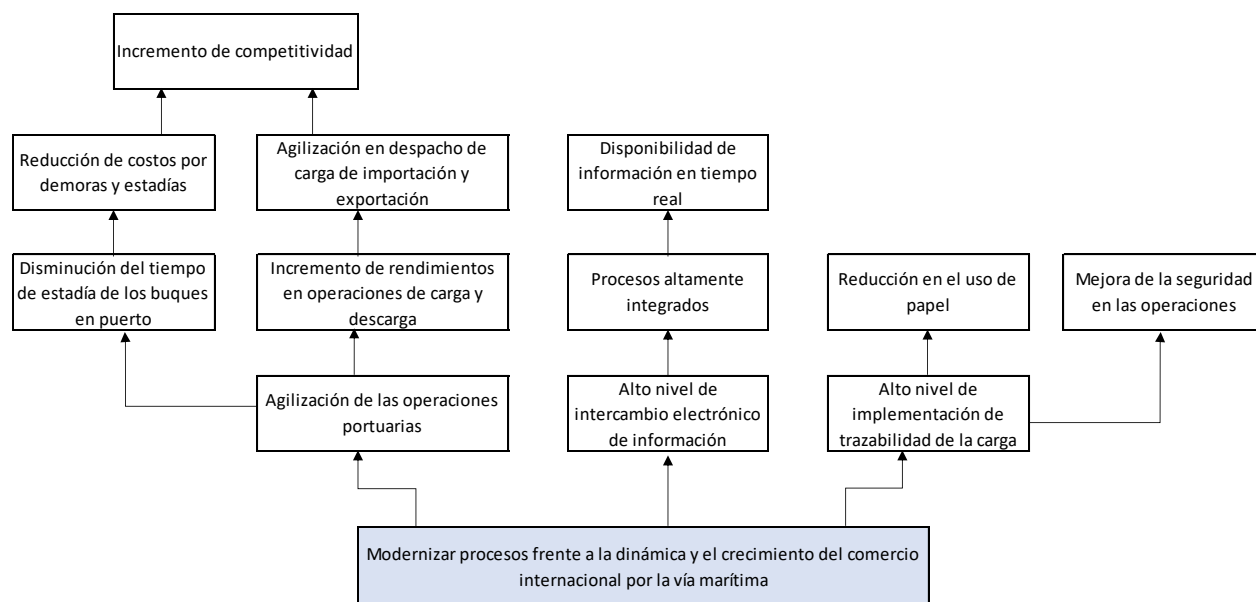 Incremento de competitividad
Reducción de costos por
demoras y estadías
Agilización en despacho de
carga de importación y
exportación
Disponibilidad de
información en tiempo
real
Disminución del tiempo
de estadía de los buques
en puerto
Incremento de rendimientos
en operaciones de carga y
descarga
Procesos altamente
integrados
Reducción en el uso de
papel
Mejora de la seguridad
en las operaciones
Agilización de las operaciones
portuarias
Alto nivel de
intercambio electrónico
de información
Alto nivel de
implementación de
trazabilidad de la carga
Modernizar procesos frente a la dinámica y el crecimiento del comercio
internacional por la vía marítima